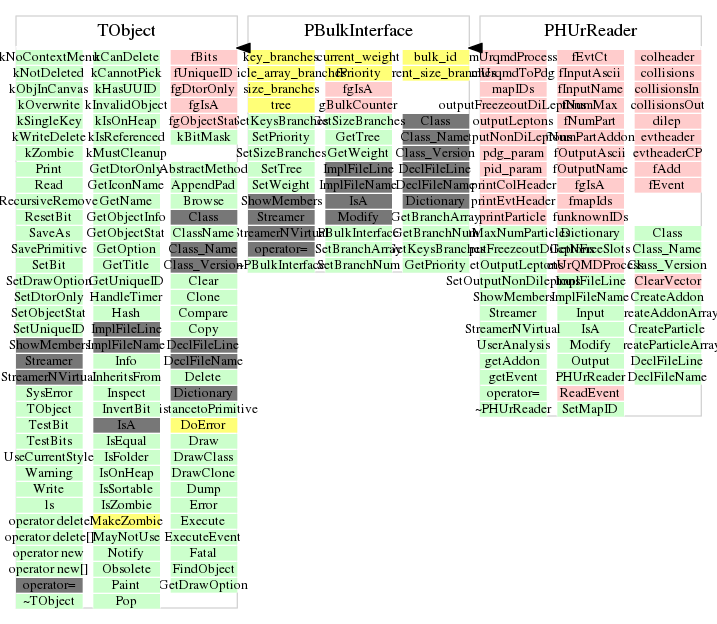 TObject
kNoContextMenu
kNotDeleted
kObjInCanvas
kOverwrite
kSingleKey
kWriteDelete
kZombie
Print
Read
RecursiveRemove
ResetBit
SaveAs
SavePrimitive
SetBit
SetDrawOption
SetDtorOnly
SetObjectStat
SetUniqueID
ShowMembers
Streamer
StreamerNVirtual
SysError
TObject
TestBit
TestBits
UseCurrentStyle
Warning
Write
ls
operator delete
operator delete[]
operator new
operator new[]
operator=
~TObject
kCanDelete
kCannotPick
kHasUUID
kInvalidObject
kIsOnHeap
kIsReferenced
kMustCleanup
GetDtorOnly
GetIconName
GetName
GetObjectInfo
GetObjectStat
GetOption
GetTitle
GetUniqueID
HandleTimer
Hash
ImplFileLine
ImplFileName
Info
InheritsFrom
Inspect
InvertBit
IsA
IsEqual
IsFolder
IsOnHeap
IsSortable
IsZombie
MakeZombie
MayNotUse
Notify
Obsolete
Paint
Pop
fBits
fUniqueID
fgDtorOnly
fgIsA
fgObjectStat
kBitMask
AbstractMethod
AppendPad
Browse
Class
ClassName
Class_Name
Class_Version
Clear
Clone
Compare
Copy
DeclFileLine
DeclFileName
Delete
Dictionary
istancetoPrimitive
DoError
Draw
DrawClass
DrawClone
Dump
Error
Execute
ExecuteEvent
Fatal
FindObject
GetDrawOption
PBulkInterface
key_branches
icle_array_branches
size_branches
tree
SetKeysBranches
SetPriority
SetSizeBranches
SetTree
SetWeight
ShowMembers
Streamer
StreamerNVirtual
operator=
~PBulkInterface
current_weight
fPriority
fgIsA
gBulkCounter
GetSizeBranches
GetTree
GetWeight
ImplFileLine
ImplFileName
IsA
Modify
PBulkInterface
SetBranchArray
SetBranchNum
bulk_id
rent_size_branches
Class
Class_Name
Class_Version
DeclFileLine
DeclFileName
Dictionary
GetBranchArray
GetBranchNum
GetKeysBranches
GetPriority
PHUrReader
mUrqmdProcess
mUrqmdToPdg
mapIDs
outputFreezeoutDiLeptons
outputLeptons
outputNonDiLeptons
pdg_param
pid_param
printColHeader
printEvtHeader
printParticle
MaxNumParticles
putFreezeoutDiLeptons
etOutputLeptons
SetOutputNonDileptons
ShowMembers
Streamer
StreamerNVirtual
UserAnalysis
getAddon
getEvent
operator=
~PHUrReader
fEvtCt
fInputAscii
fInputName
fNumMax
fNumPart
fNumPartAddon
fOutputAscii
fOutputName
fgIsA
fmapIds
funknownIDs
Dictionary
GetFreeSlots
etUrQMDProcess
ImplFileLine
ImplFileName
Input
IsA
Modify
Output
PHUrReader
ReadEvent
SetMapID
colheader
collisions
collisionsIn
collisionsOut
dilep
evtheader
evtheaderCP
fAdd
fEvent
Class
Class_Name
Class_Version
ClearVector
CreateAddon
reateAddonArray
CreateParticle
reateParticleArray
DeclFileLine
DeclFileName